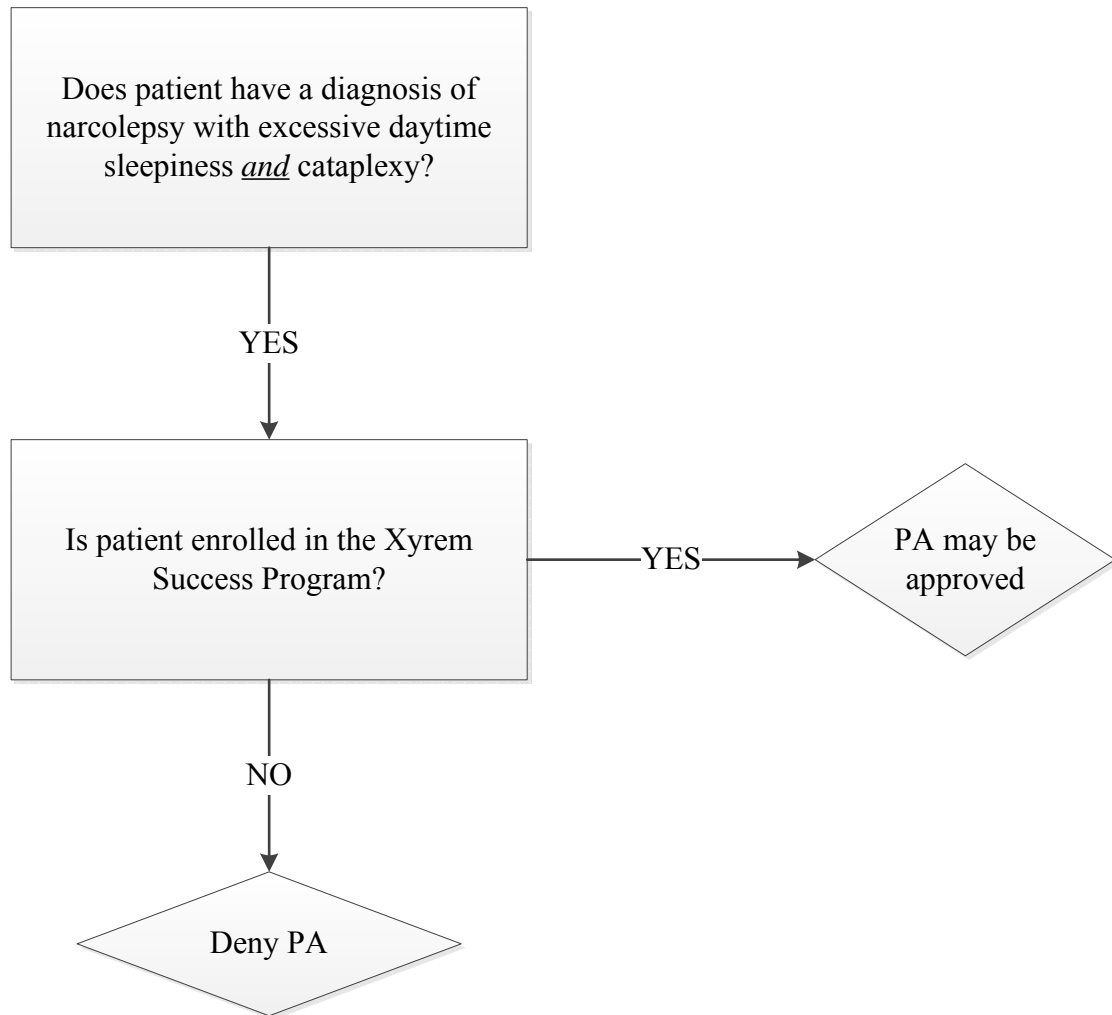 Does patient have a diagnosis of
narcolepsy with excessive daytime
sleepiness and cataplexy?
YES
Is patient enrolled in the Xyrem
Success Program?
YES
PA may be
approved
NO
Deny PA